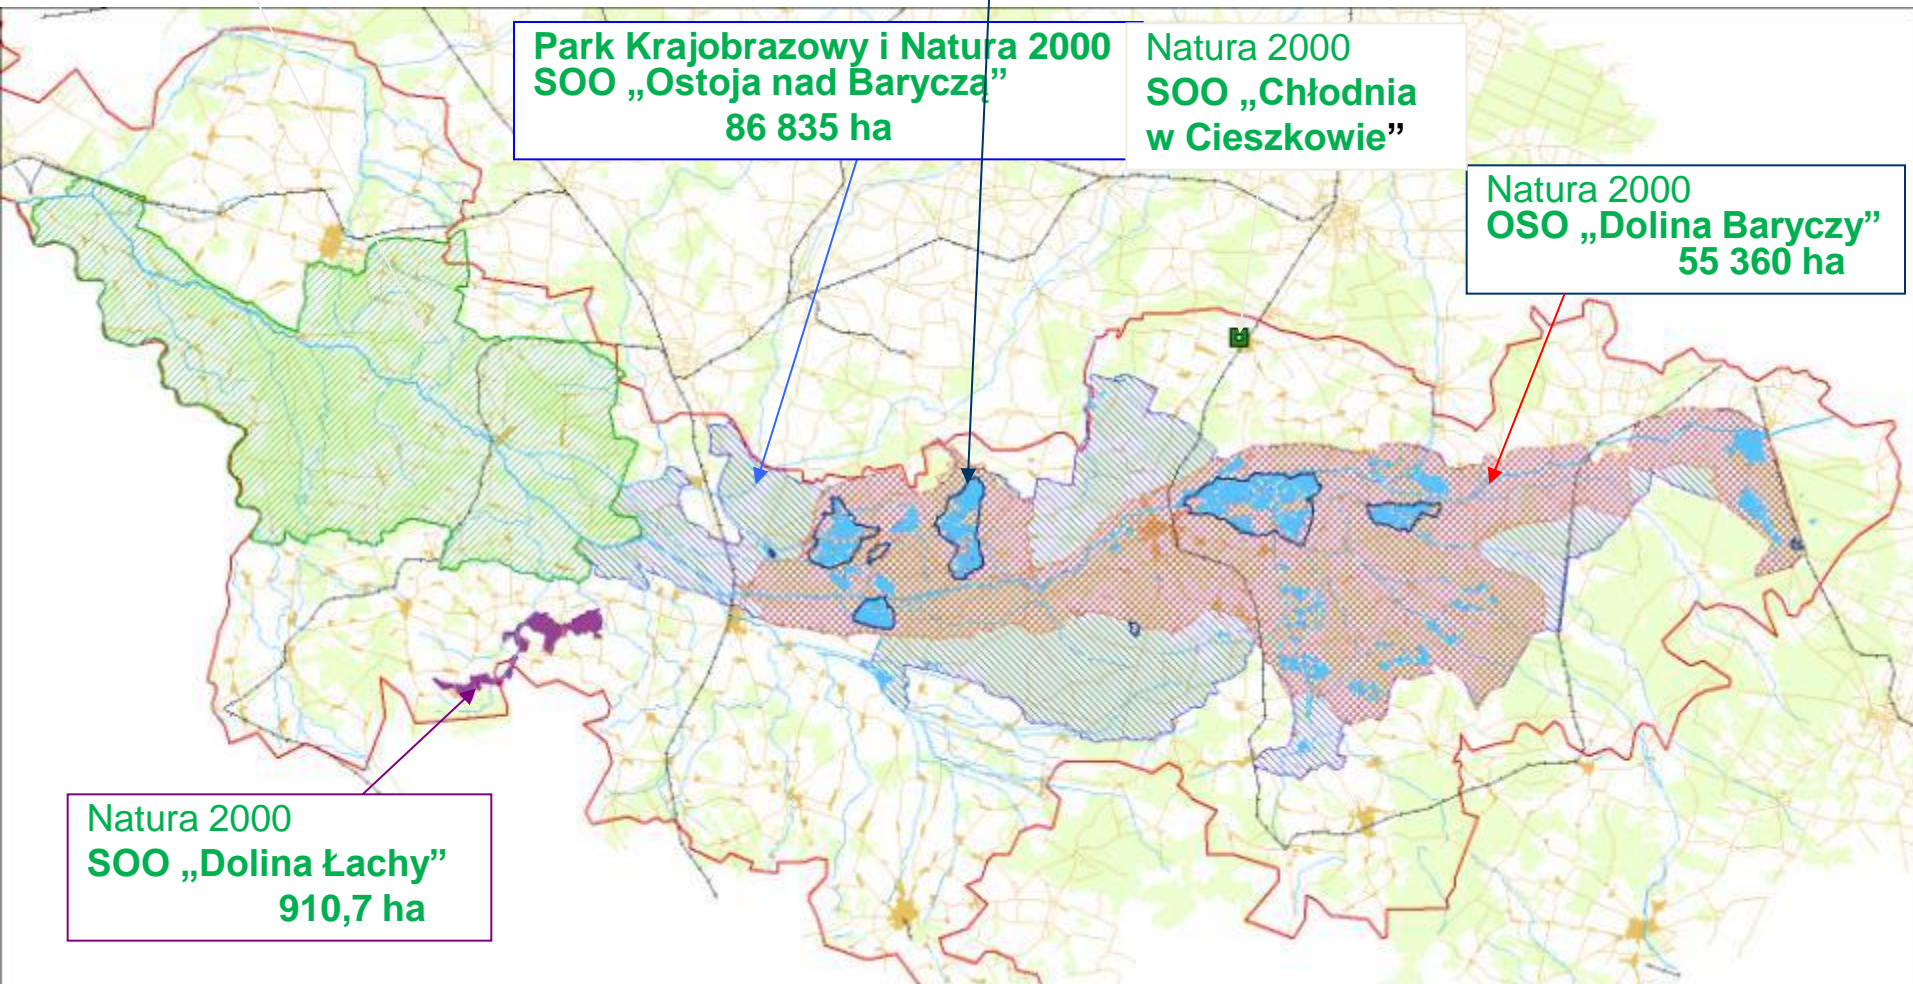 Park Krajobrazowy i Natura 2000
SOO „Ostoja nad Baryczą”
86 835 ha
Natura 2000
SOO „Chłodnia
w Cieszkowie”
Natura 2000
OSO „Dolina Baryczy”
55 360 ha
Natura 2000
SOO „Dolina Łachy”
910,7 ha